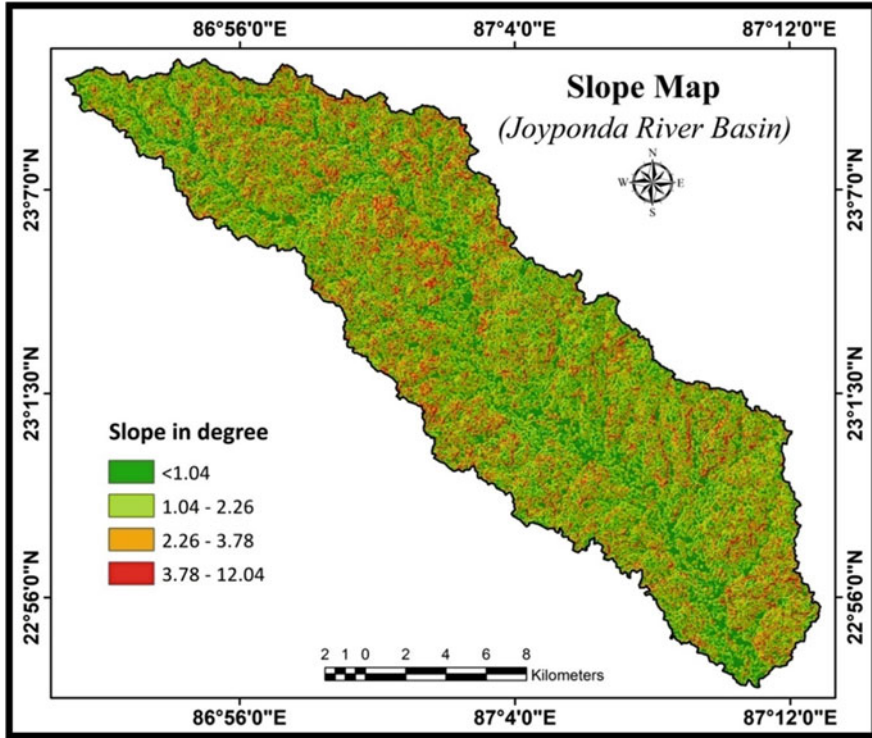 86°56'0"E 87°4'0"E 87°12'0"E
Slope Map
(Joyponda River Basin)
N
W E
S
23°7'0"N 23°7'0"N
23°1'30"N 23°1'30"N
22°56'0"N 22°56'0"N
Slope in degree
<1.04
1.04 - 2.26
2.26 - 3.78
3.78 - 12.04
2 1 0 2 4 6 8
Kilometers
86°56'0"E 87°4'0"E 87°12'0"E